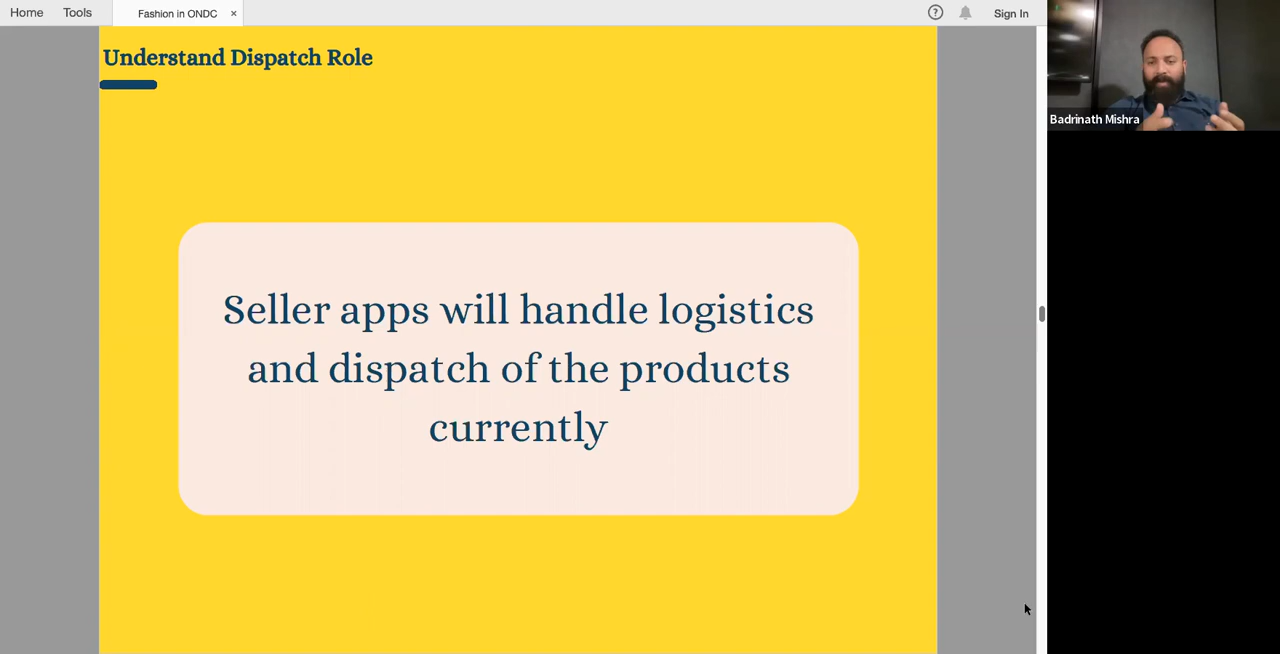 Home Tools Fashion in ONDC × Sign In
Understand Dispatch Role
Badrinath Mishra
Seller apps will handle logistics
and dispatch of the products
currently